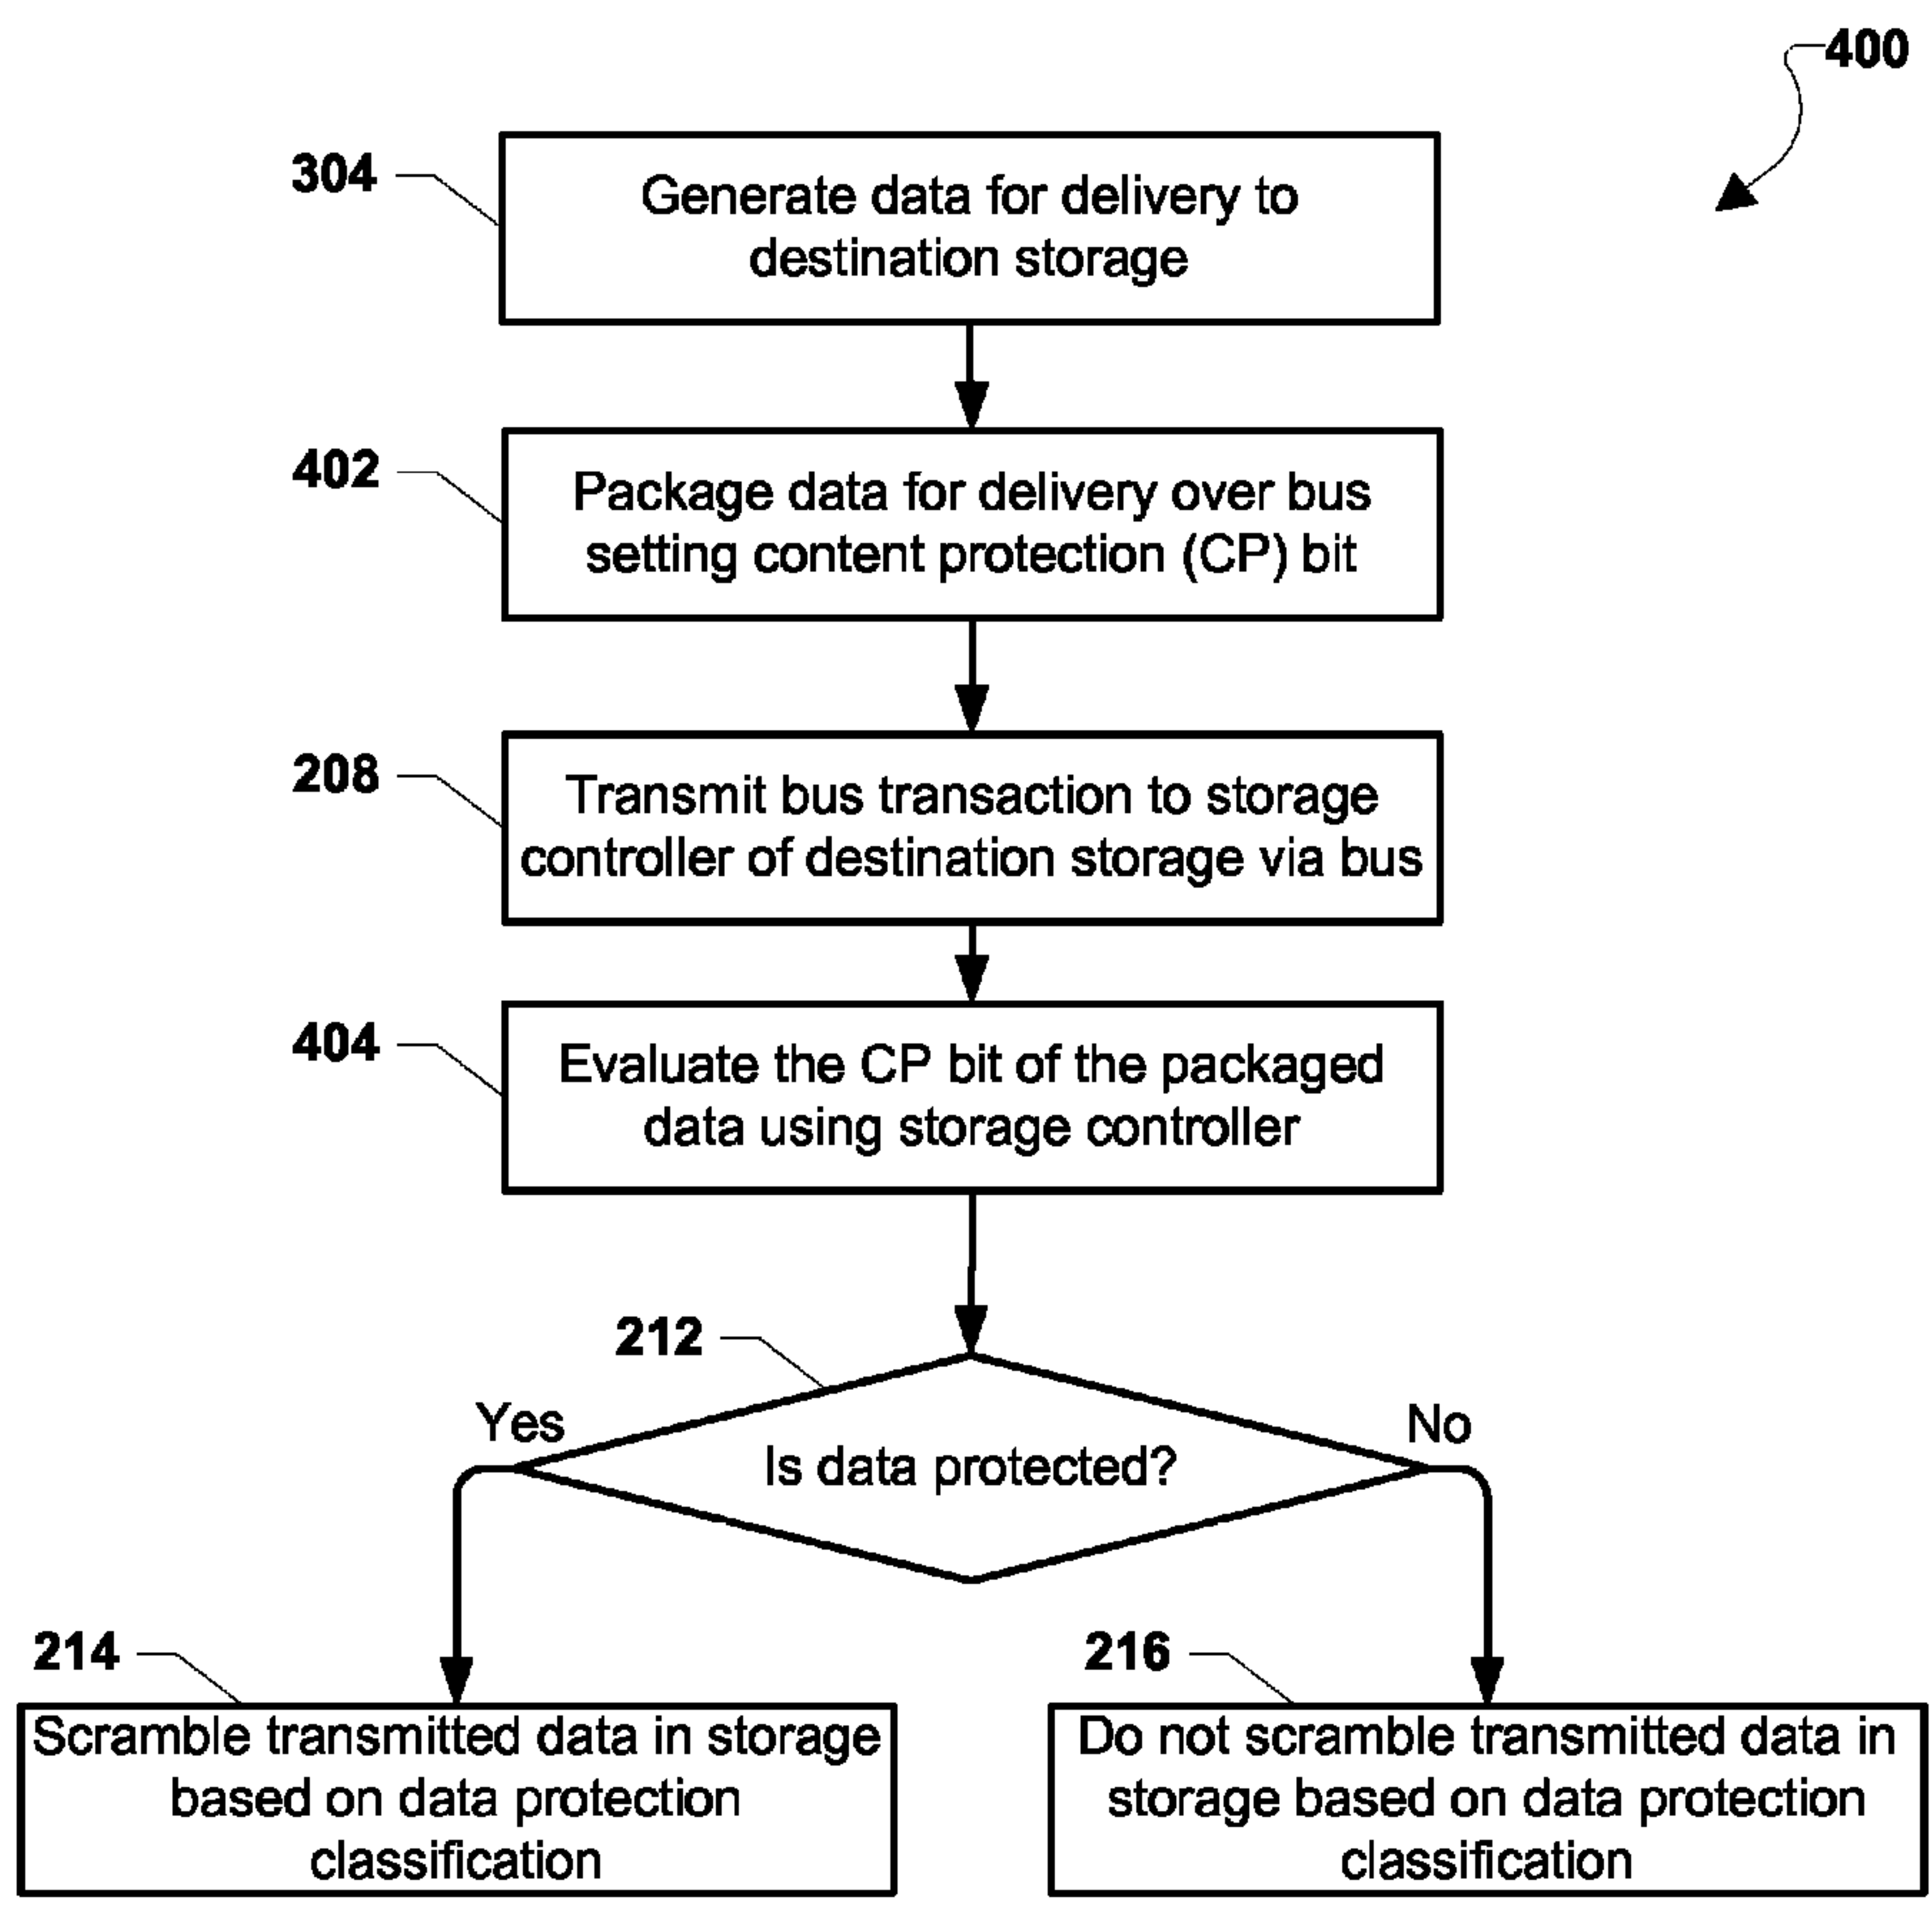 400
304
Generate data for delivery to
destination storage
402
Package data for delivery over bus
setting content protection (CP) bit
208
Transmit bus transaction to storage
controller of destination storage via bus
404
Evaluate the CP bit of the packaged
data using storage controller
212
Yes
Is data protected?
No
214
Scramble transmitted data in storage
based on data protection
classification
216
Do not scramble transmitted data in
storage based on data protection
classification